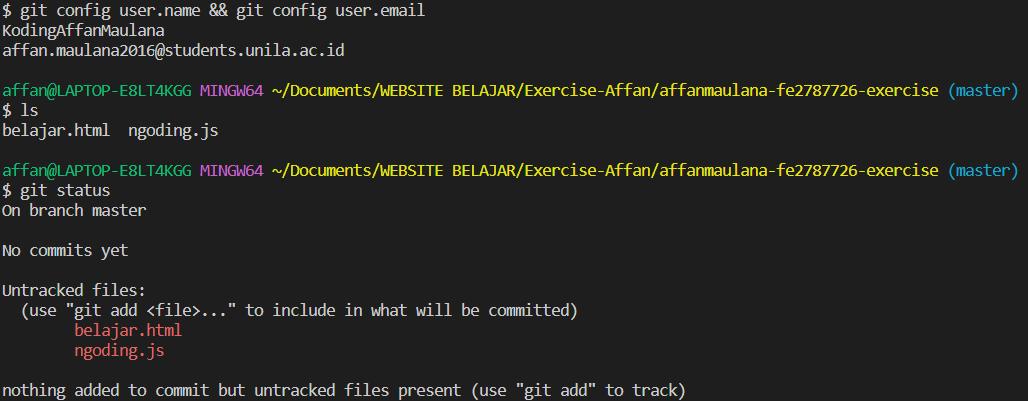 $ git config user.name && git config user.email
KodingAffanMaulana
affan.maulana2016@students.unila.ac.id
affan@LAPTOP-E8LT4KGG MINGW64 ~/Documents/WEBSITE BELAJAR/Exercise-Affan/affanmaulana-fe2787726-exercise (master)
$ ls
belajar.html  ngoding.js
affan@LAPTOP-E8LT4KGG MINGW64 ~/Documents/WEBSITE BELAJAR/Exercise-Affan/affanmaulana-fe2787726-exercise (master)
$ git status
On branch master
No commits yet
Untracked files:
  (use "git add <file>..." to include in what will be committed)
        belajar.html
        ngoding.js
nothing added to commit but untracked files present (use "git add" to track)